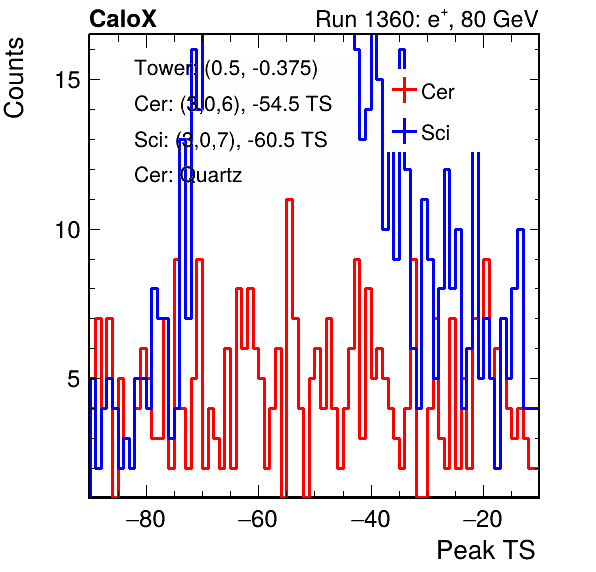 CaloX
Run 1360: e+, 80 GeV
Counts
Tower: (0.5, -0.375)
Cer: (3,0,6), -54.5 TS
Sci: (3,0,7), -60.5 TS
Cer: Quartz
Cer
Sci
15
10
5
−80
−60
−40
−20
Peak TS